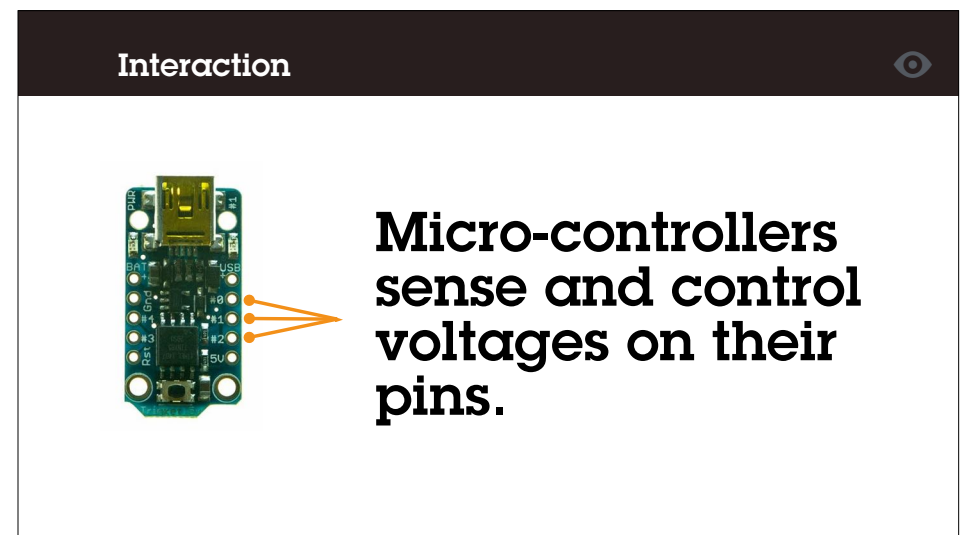 Interaction
PWR
#1
BAT
USB
Gnd
#0
#4
#1
#3
#2
Rst
5V
Micro-controllers
sense and control
voltages on their
pins.